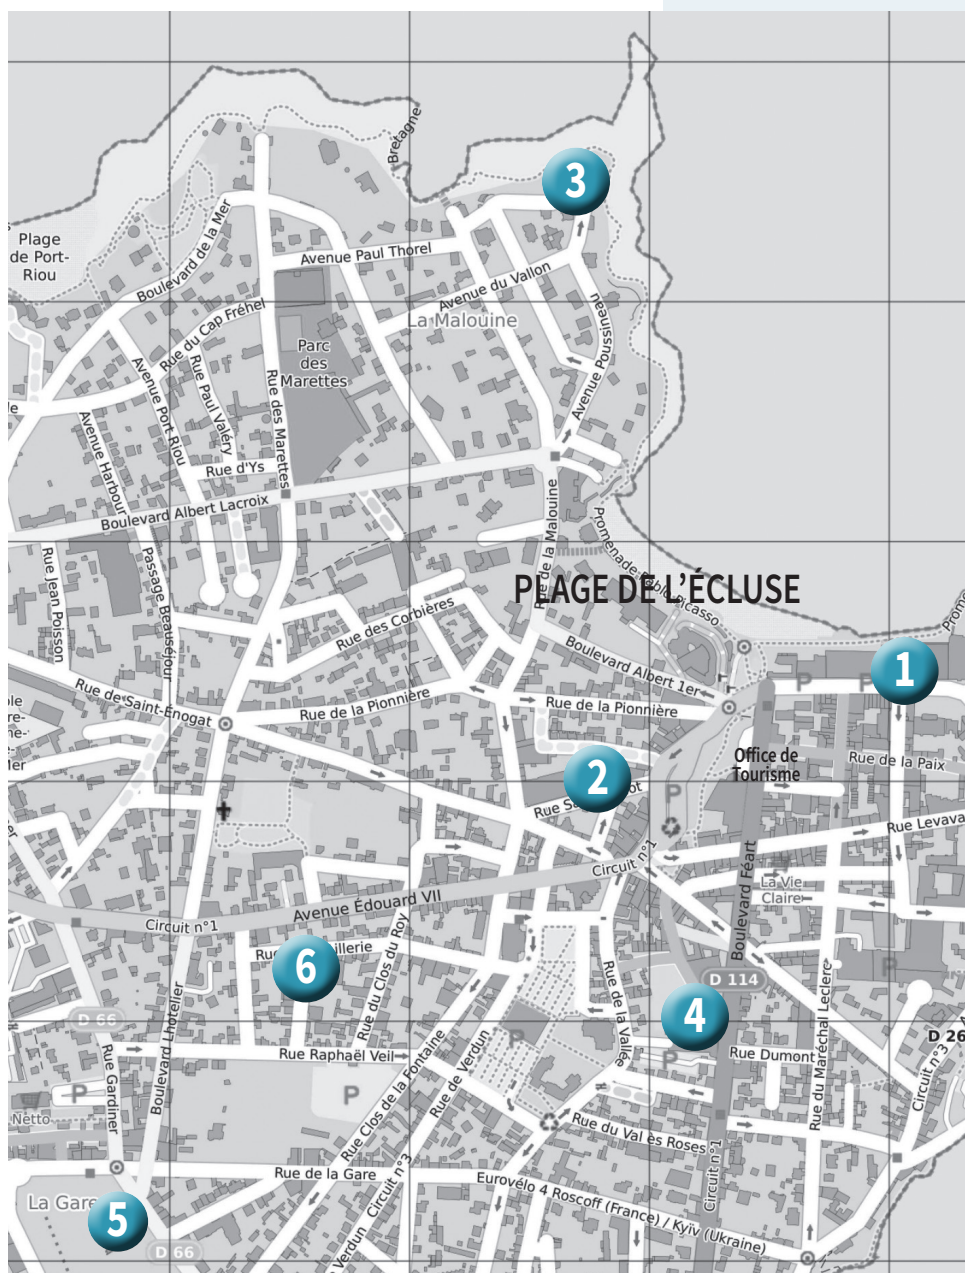 Bretagne
3
Plage
de Port-
Riou
Boulevard de la Mer
Avenue Paul Thorel
Avenue du Vallon
La Malouine
Rue du Cap Fréhel
Parc
des
Marettes
Avenue Poussineau
Rue Paul Valéry
Avenue Port Riou
Rue des Marettes
Avenue Harbour
Rue d'Ys
Boulevard Albert Lacroix
Rue de la Malouine
Promenade Pablo Picasso
Rue Jean Poisson
Passage Beauséjour
PLAGE DE L'ÉCLUSE
Rue des Corbières
Boulevard Albert 1er
1
P
P
Rue de Saint-Énogat
Rue de la Pionnière
Rue de la Pionnière
Office de
Tourisme
Rue de la Paix
2
P
Rue Levava
Circuit n°1
Boulevard Féart
La Vie
Claire
Avenue Édouard VII
Circuit n°1
6
Rue du Clos du Roy
Rue de la Vallée
D 114
Rue du Maréchal Leclerc
P
4
D 66
P
D 26
Rue Raphaël Veil
Rue Dumont
P
Circuit n°3
Boulevard Lhotelier
Rue Gardiner
P
P
Netto
Rue Clos de la Fontaine
Rue de Verdun
Rue du Val ès Roses
Circuit n°1
Rue de la Gare
Circuit n°3
Eurovélo 4 Roscoff (France) / Kyiv (Ukraine)
La Gare
5
D 66
Verdun